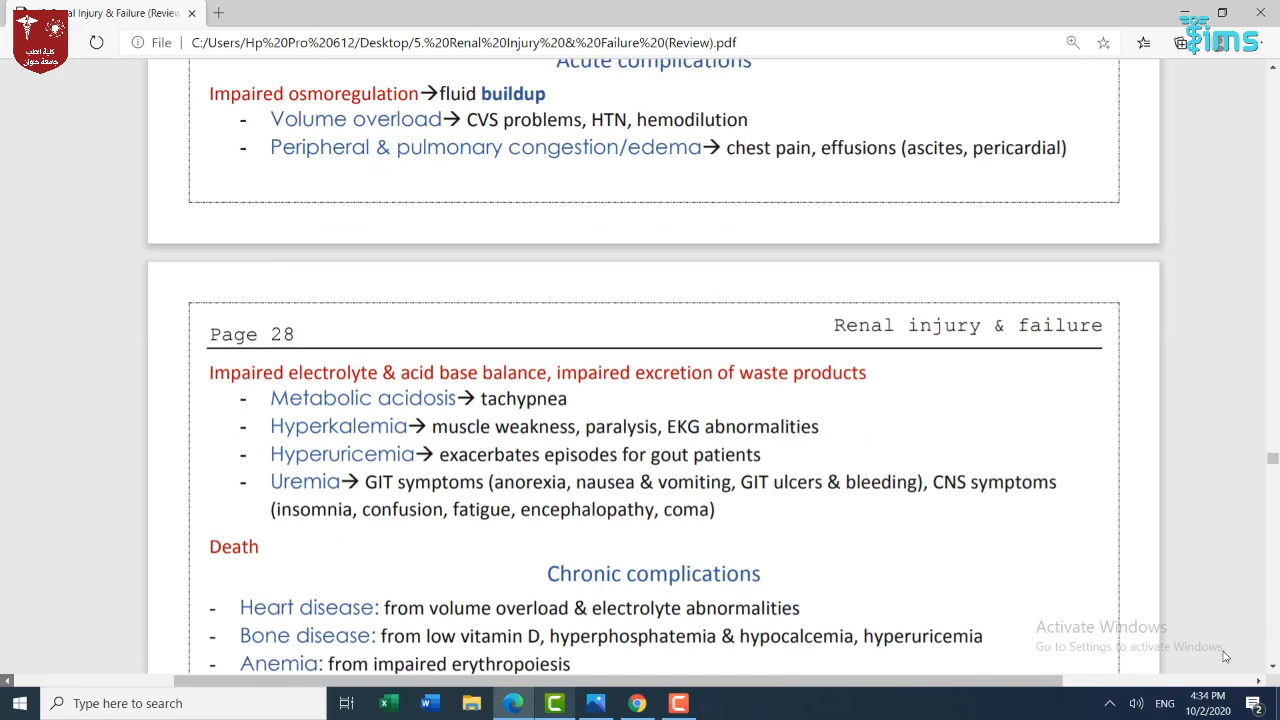 Renal Injury & Failure (Review
File
C:/Users/Hp%20Pro%20612/Desktop/5.%20Renal%20Injury%20&%20Failure%20(Review).pdf
كلية الطب
جامعة حلوان
sims
Acute complications
Impaired osmoregulation→fluid buildup
- Volume overload→ CVS problems, HTN, hemodilution
- Peripheral & pulmonary congestion/edema→ chest pain, effusions (ascites, pericardial)
Page 28
Renal injury & failure
Impaired electrolyte & acid base balance, impaired excretion of waste products
- Metabolic acidosis→ tachypnea
- Hyperkalemia→ muscle weakness, paralysis, EKG abnormalities
- Hyperuricemia→ exacerbates episodes for gout patients
- Uremia→ GIT symptoms (anorexia, nausea & vomiting, GIT ulcers & bleeding), CNS symptoms
(insomnia, confusion, fatigue, encephalopathy, coma)
Death
Chronic complications
- Heart disease: from volume overload & electrolyte abnormalities
- Bone disease: from low vitamin D, hyperphosphatemia & hypocalcemia, hyperuricemia
- Anemia: from impaired erythropoiesis
Activate Windows
Go to Settings to activate Windows.
Type here to search
ENG
4:34 PM
10/2/2020
2